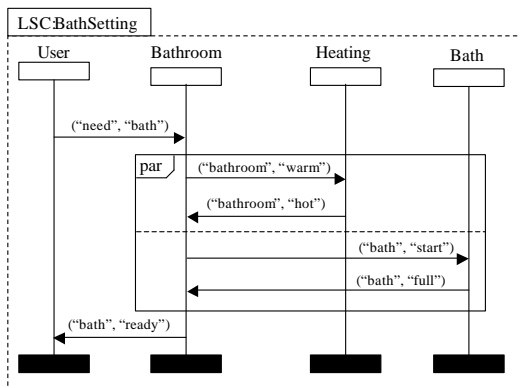 LSC:BathSetting
User
Bathroom
Heating
Bath
(“need”, “bath”)
par
(“bathroom”, “warm”)
(“bathroom”, “hot”)
(“bath”, “start”)
(“bath”, “full”)
(“bath”, “ready”)